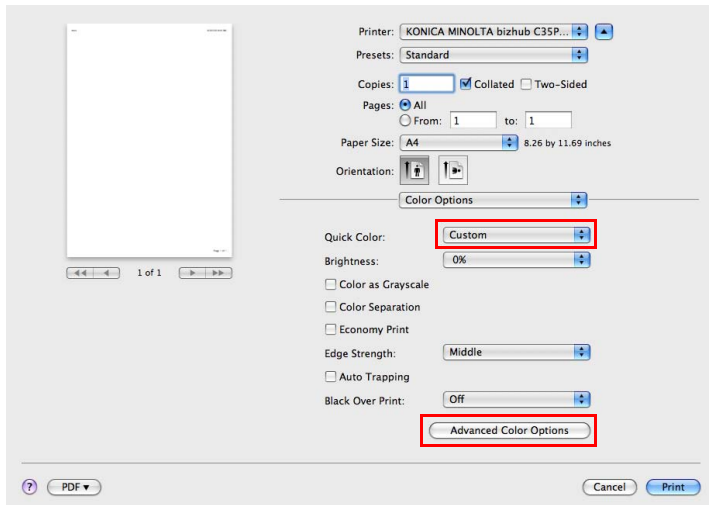 Printer: KONICA MINOLTA bizhub C35P...
Presets: Standard
Copies: 1 Collated Two-Sided
Pages: All
From: 1 to: 1
Paper Size: A4 8.26 by 11.69 inches
Orientation:
Color Options
Quick Color: Custom
Brightness: 0%
1 of 1
Color as Grayscale
Color Separation
Economy Print
Edge Strength: Middle
Auto Trapping
Black Over Print: Off
Advanced Color Options
? PDF▼ Cancel Print